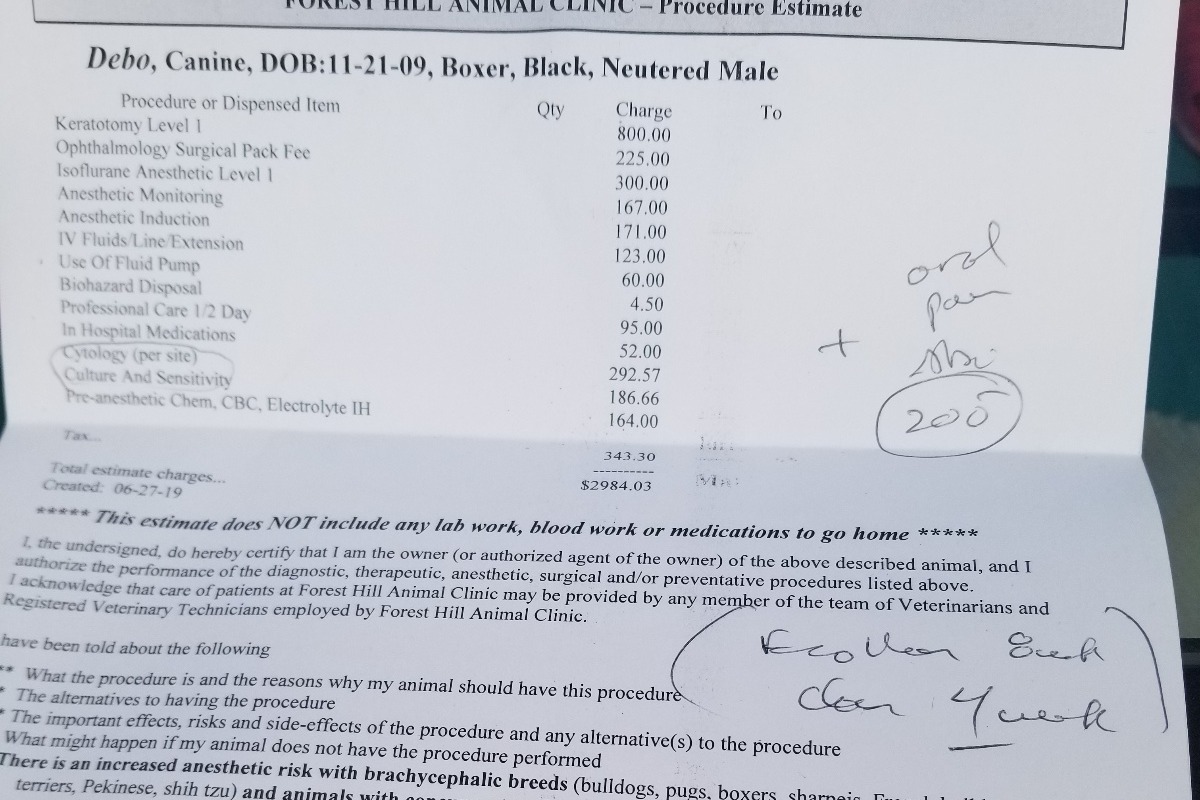 FOREST HILL ANIMAL CLINIC – Procedure Estimate
Debo, Canine, DOB:11-21-09, Boxer, Black, Neutered Male
Procedure or Dispensed Item Qty Charge To
Keratotomy Level 1 800.00
Ophthalmology Surgical Pack Fee 225.00
Isoflurane Anesthetic Level 1 300.00
Anesthetic Monitoring 167.00
Anesthetic Induction 171.00
IV Fluids/Line/Extension 123.00
Use Of Fluid Pump 60.00
Biohazard Disposal 4.50
Professional Care 1/2 Day 95.00
In Hospital Medications 52.00
Cytology (per site) 292.57
Culture And Sensitivity 186.66
Pre-anesthetic Chem, CBC, Electrolyte IH 164.00
oral
pain
+
200
Tax... 343.30
----------
Total estimate charges... $2984.03
Created: 06-27-19
***** This estimate does NOT include any lab work, blood work or medications to go home *****
I, the undersigned, do hereby certify that I am the owner (or authorized agent of the owner) of the above described animal, and I
authorize the performance of the diagnostic, therapeutic, anesthetic, surgical and/or preventative procedures listed above.
I acknowledge that care of patients at Forest Hill Animal Clinic may be provided by any member of the team of Veterinarians and
Registered Veterinary Technicians employed by Forest Hill Animal Clinic.
have been told about the following
** What the procedure is and the reasons why my animal should have this procedure
* The alternatives to having the procedure
* The important effects, risks and side-effects of the procedure and any alternative(s) to the procedure
What might happen if my animal does not have the procedure performed
Ecollar
4 week
There is an increased anesthetic risk with brachycephalic breeds (bulldogs, pugs, boxers, sharpeis,
terriers, Pekinese, shih tzu) and animals with